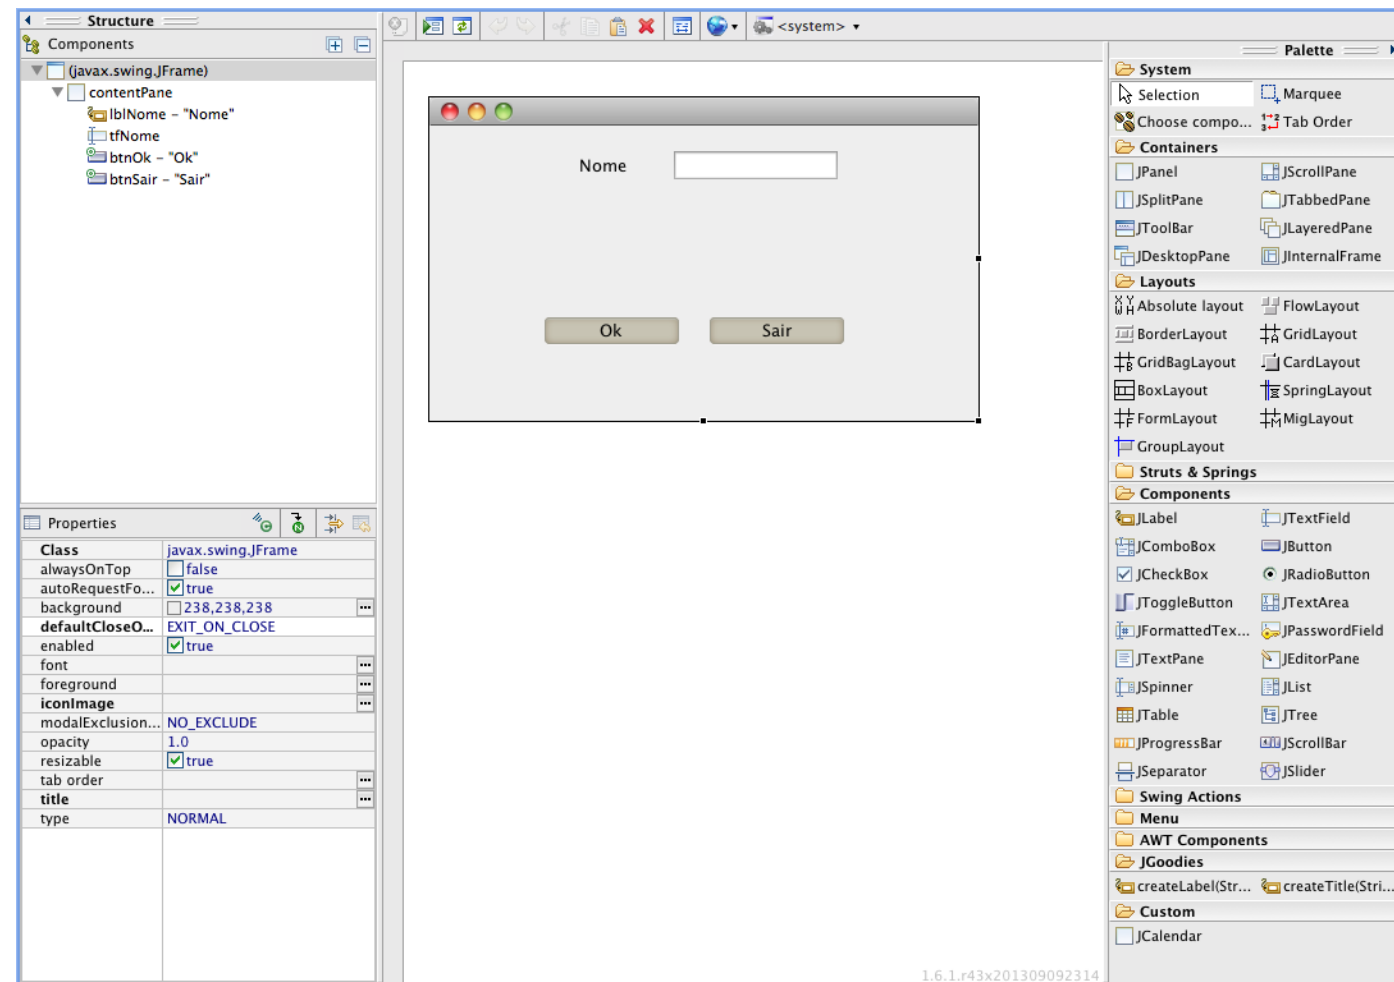 Structure
Components
(javax.swing.JFrame)
contentPane
lblNome - "Nome"
tfNome
btnOk - "Ok"
btnSair - "Sair"
Properties
Class javax.swing.JFrame
alwaysOnTop false
autoRequestFo... true
background 238,238,238
defaultCloseO... EXIT_ON_CLOSE
enabled true
font
foreground
iconImage
modalExclusion... NO_EXCLUDE
opacity 1.0
resizable true
tab order
title
type NORMAL
<system>
Nome
Ok Sair
1.6.1.r43x201309092314
Palette
System
Selection Marquee
Choose compo... Tab Order
Containers
JPanel JScrollPane
JSplitPane JTabbedPane
JToolBar JLayeredPane
JDesktopPane JInternalFrame
Layouts
Absolute layout FlowLayout
BorderLayout GridLayout
GridBagLayout CardLayout
BoxLayout SpringLayout
FormLayout MigLayout
GroupLayout
Struts & Springs
Components
JLabel JTextField
JComboBox JButton
JCheckBox JRadioButton
JToggleButton JTextArea
JFormattedTex... JPasswordField
JTextPane JEditorPane
JSpinner JList
JTable JTree
JProgressBar JScrollBar
JSeparator JSlider
Swing Actions
Menu
AWT Components
JGoodies
createLabel(Str... createTitle(Stri...
Custom
JCalendar